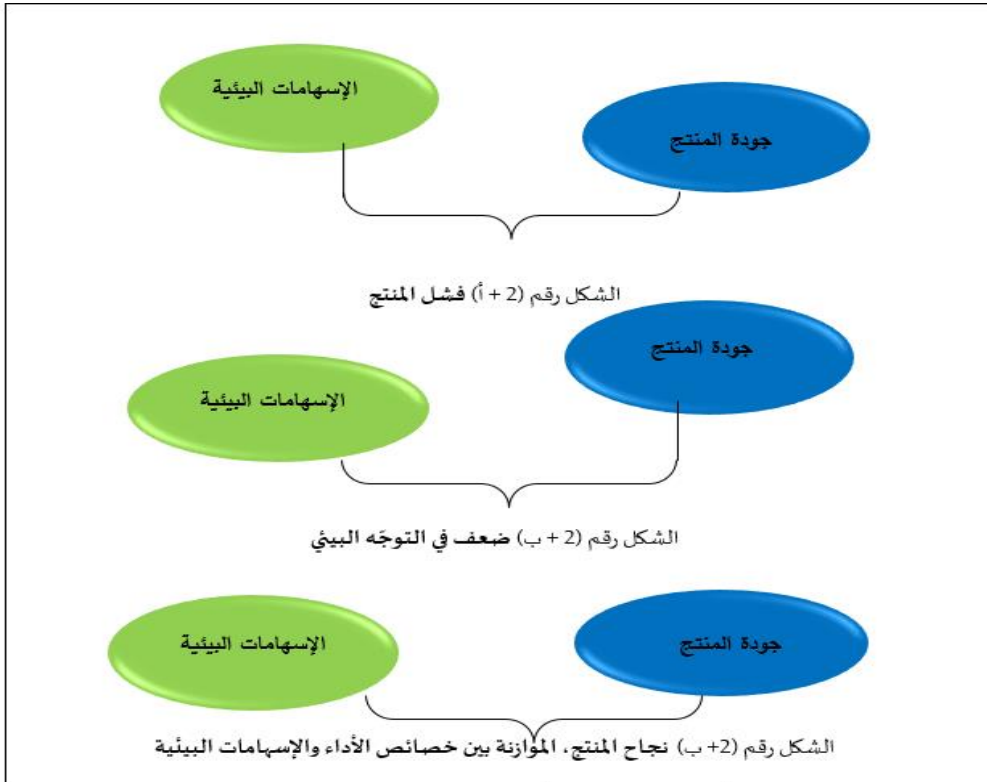 الإسهامات البيئية
جودة المنتج
الشكل رقم (2 + أ) فشل المنتج
جودة المنتج
الإسهامات البيئية
الشكل رقم (2 + ب) ضعف في التوجّه البيئي
جودة المنتج
الإسهامات البيئية
الشكل رقم (2+ ب) نجاح المنتج، الموازنة بين خصائص الأداء والإسهامات البيئية